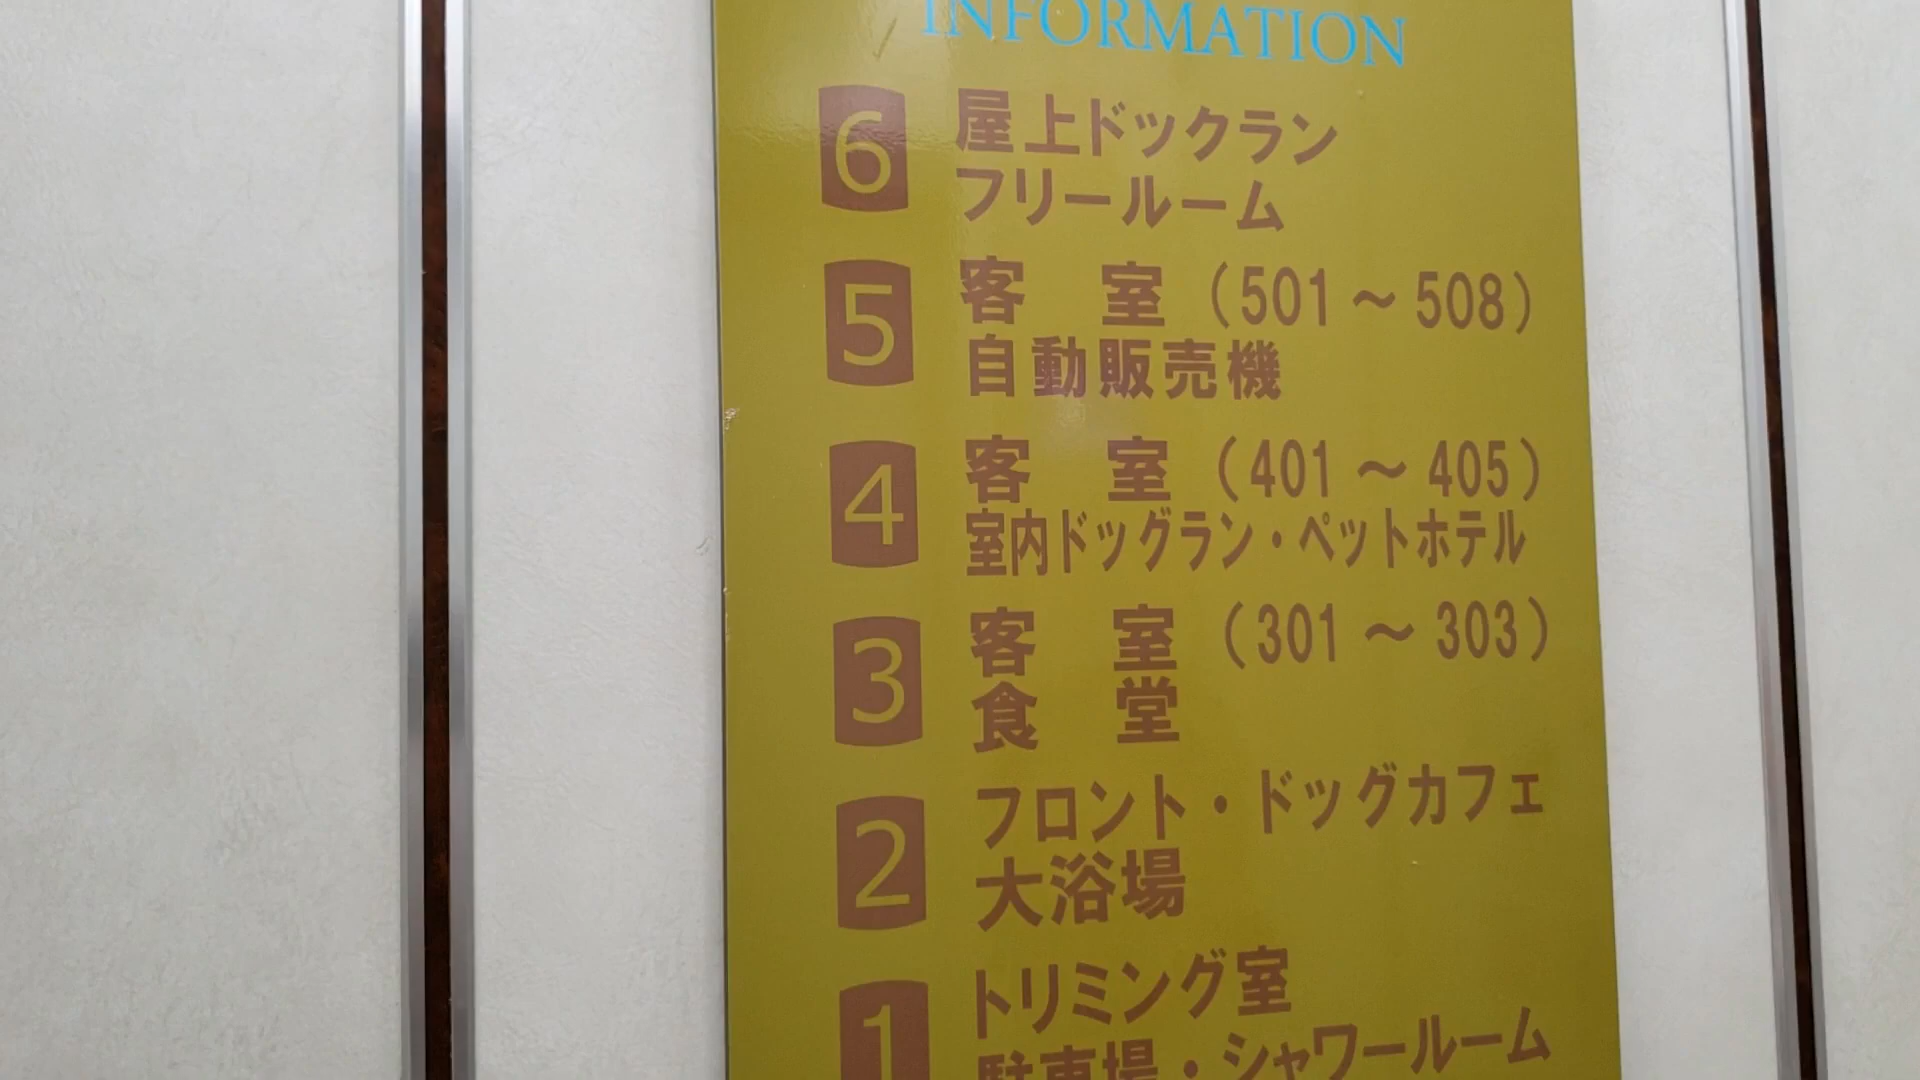 INFORMATION
6 屋上ドックラン
フリールーム
5 客室(501～508)
自動販売機
4 客室(401～405)
室内ドッグラン・ペットホテル
3 客室(301～303)
食堂
2 フロント・ドッグカフェ
大浴場
1 トリミング室
駐車場・シャワールーム